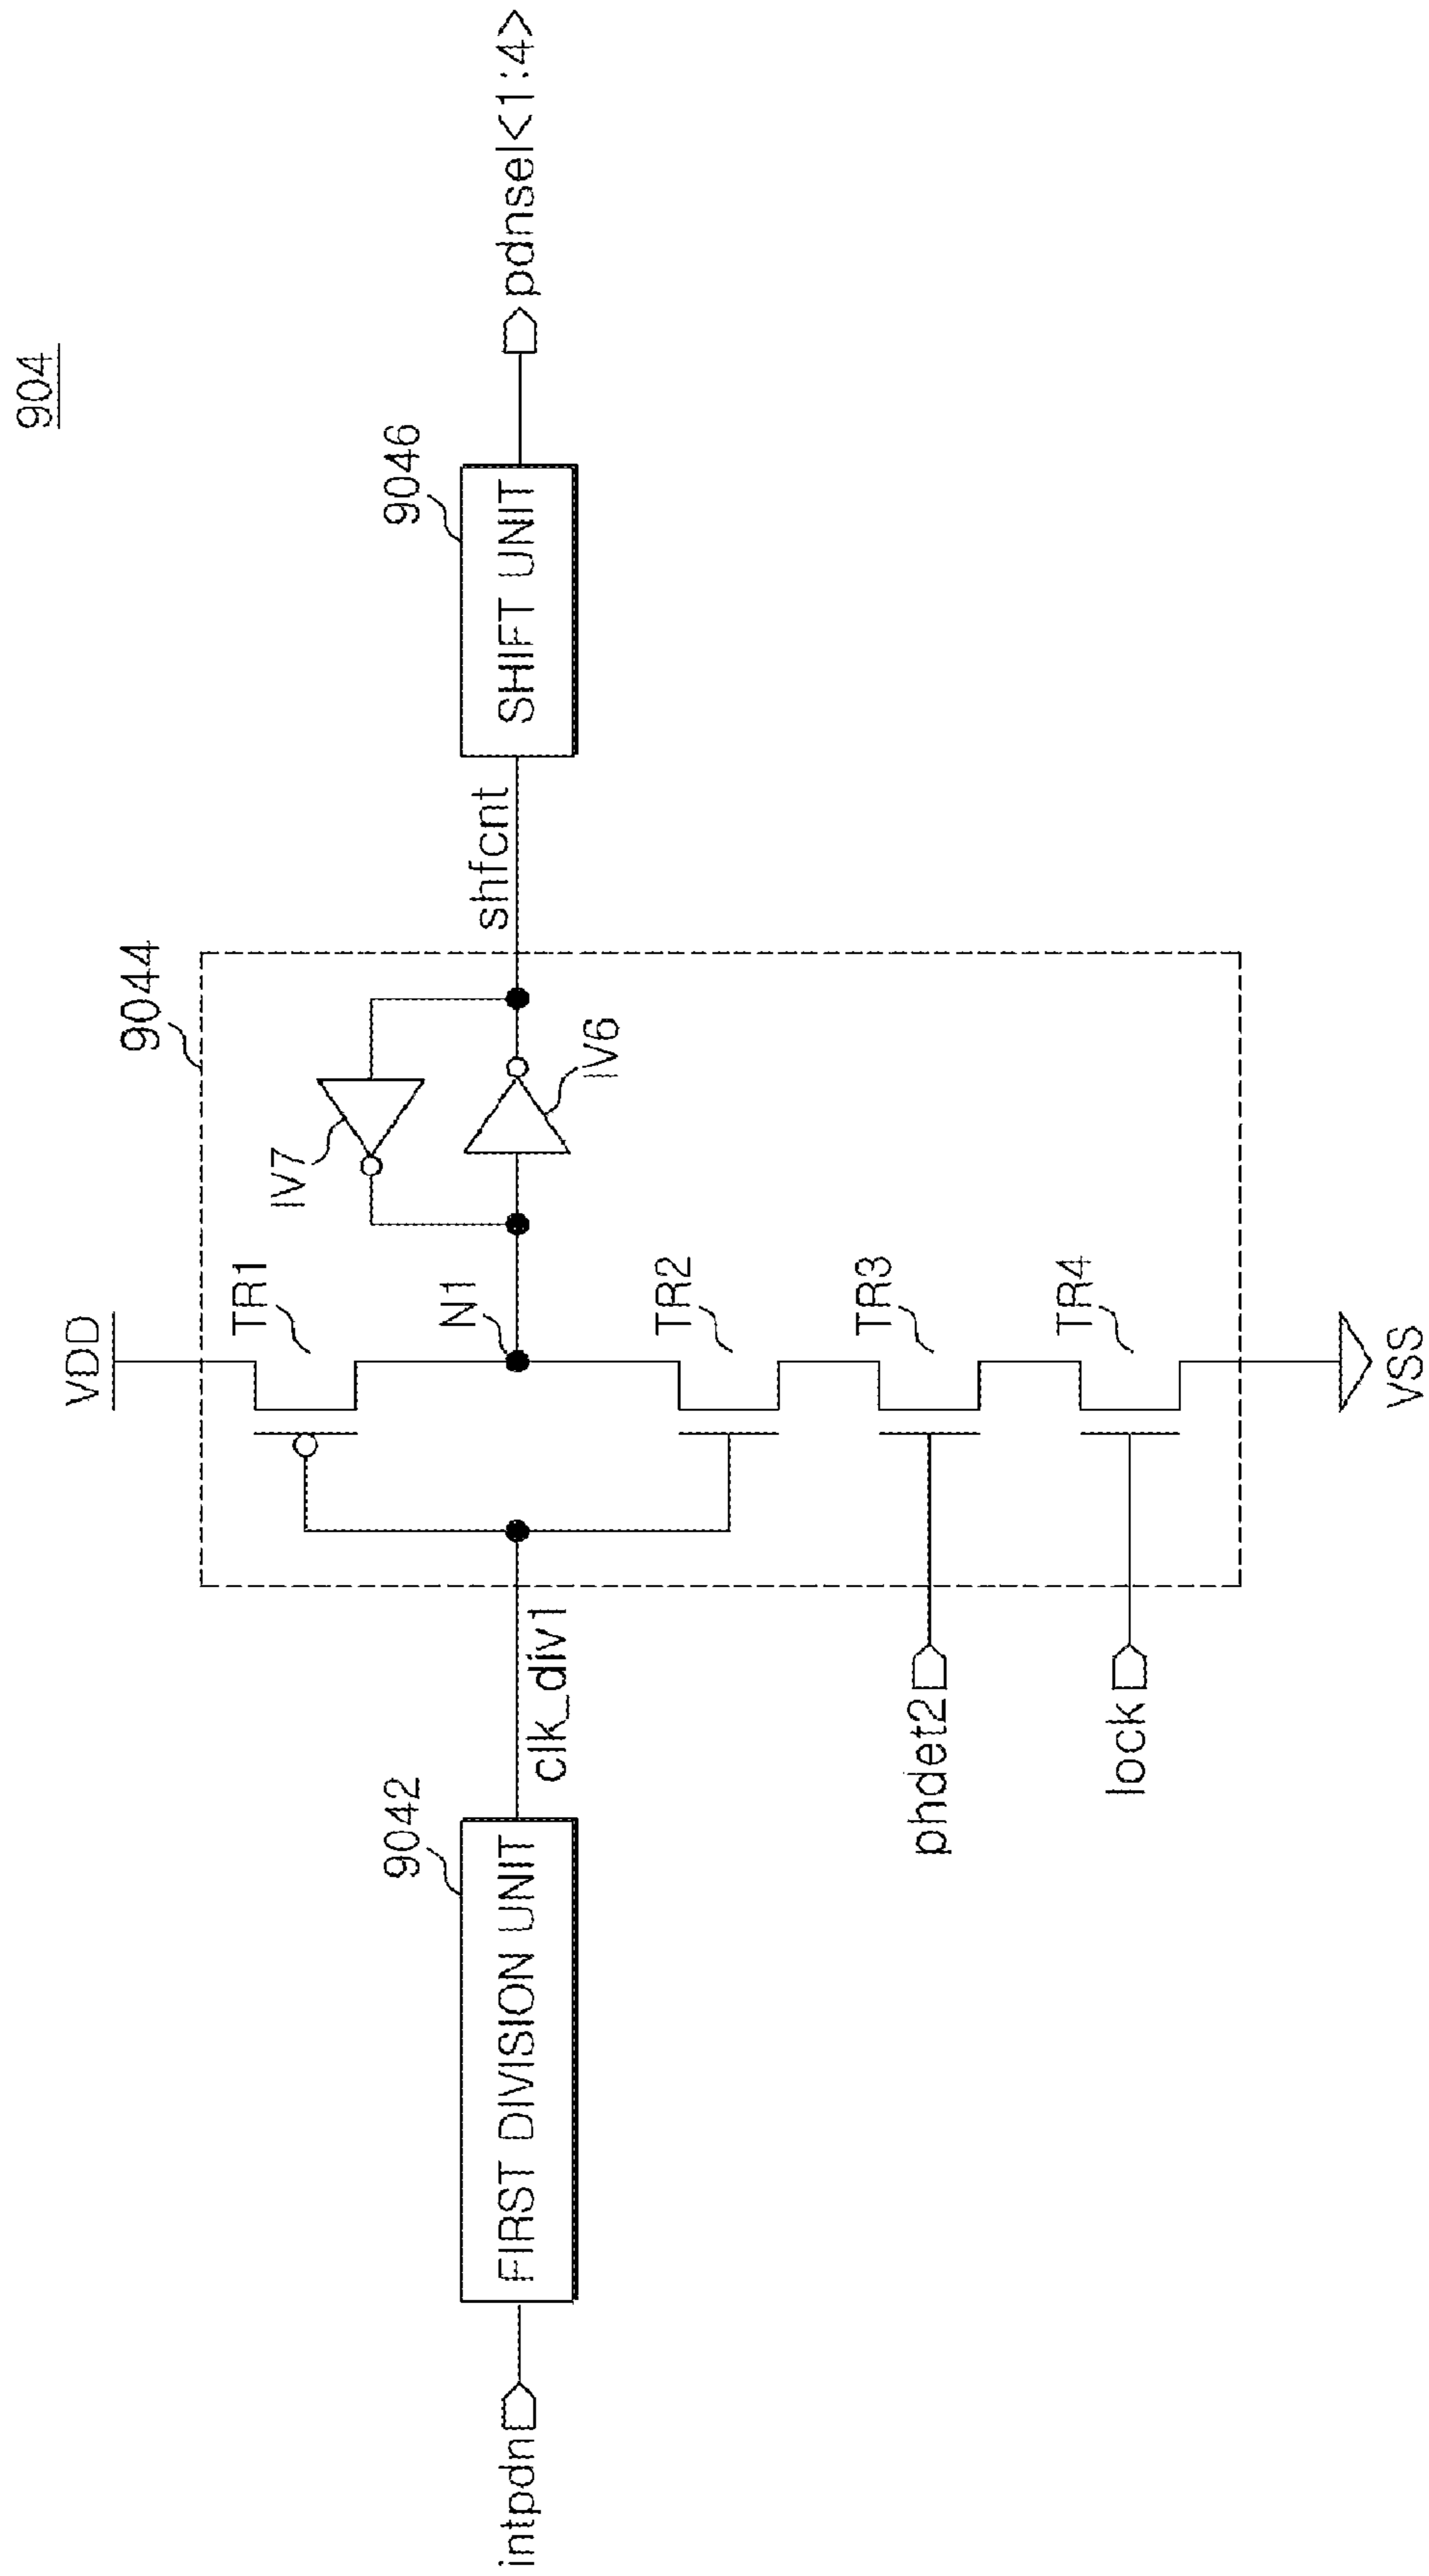 904
intpdn
9042
FIRST DIVISION UNIT
clk_div1
9044
VDD
TR1
N1
IV7
IV6
TR2
TR3
TR4
VSS
phdet2
lock
shfcnt
9046
SHIFT UNIT
pdnsel<1:4>